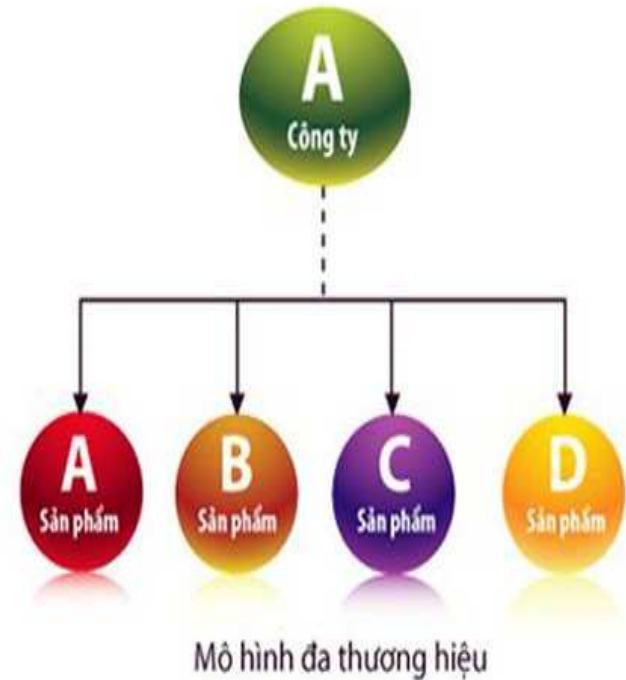 A
Công ty
A
Sản phẩm
B
Sản phẩm
C
Sản phẩm
D
Sản phẩm
Mô hình đa thương hiệu